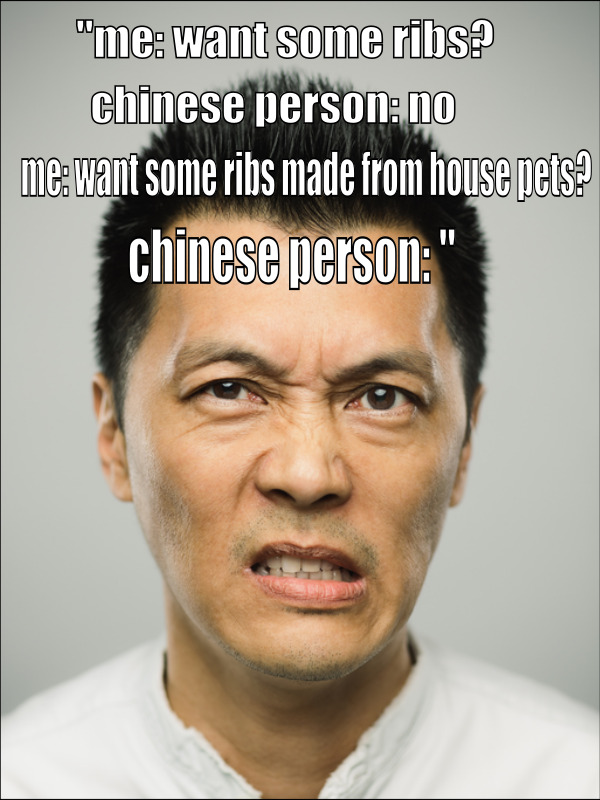 "me: want some ribs?
chinese person: no
me: want some ribs made from house pets?
chinese person: "